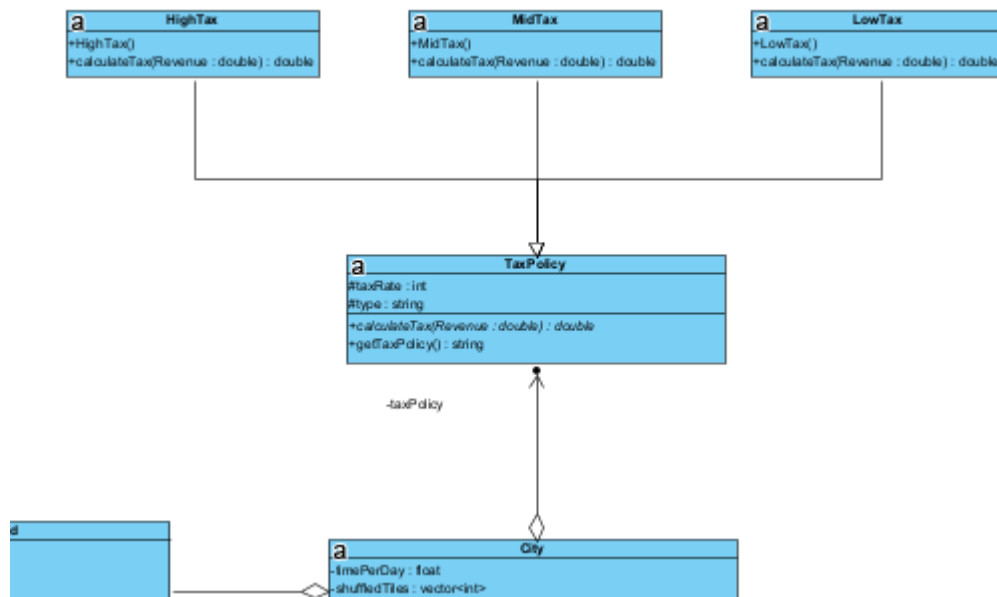 a HighTax
+HighTax()
+calculateTax(Revenue : double) : double
a MidTax
+MidTax()
+calculateTax(Revenue : double) : double
a LowTax
+LowTax()
+calculateTax(Revenue : double) : double
a TaxPolicy
#taxRate : int
#type : string
+calculateTax(Revenue : double) : double
+getTaxPolicy() : string
-taxPolicy
d
a City
-timePerDay : float
-shuffledTiles : vector<int>